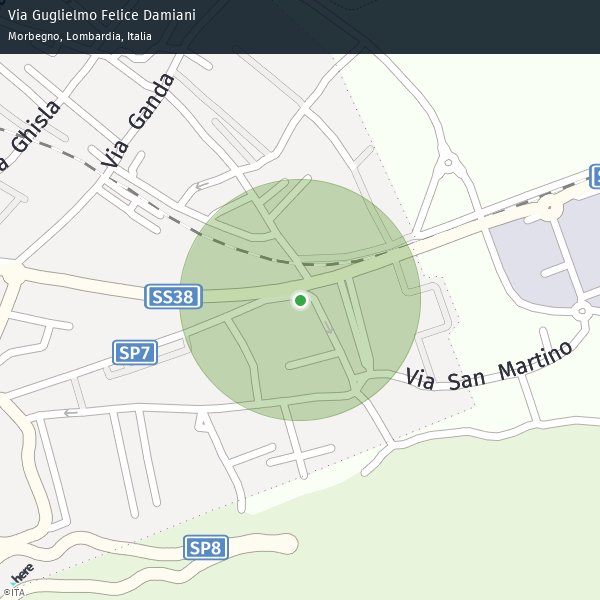 Via Guglielmo Felice Damiani
Morbegno, Lombardia, Italia
Via Ganda
a Ghisla
S
SS38
SP7
Via San Martino
SP8
here
©ITA